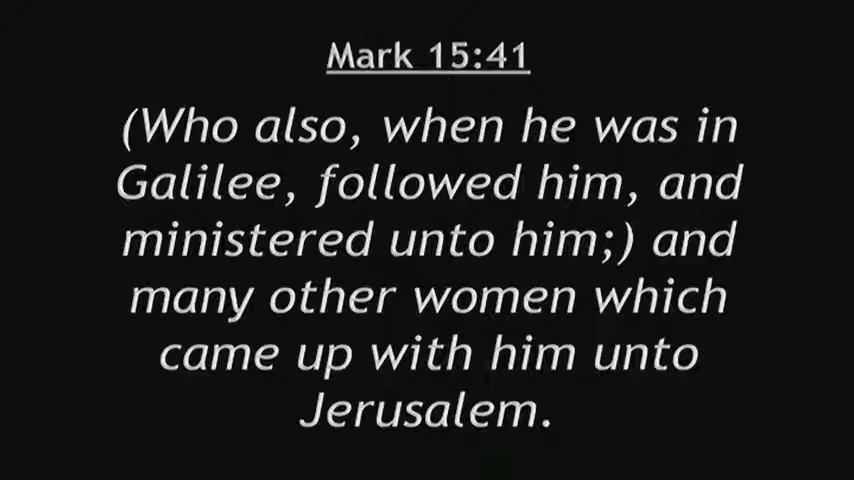 Mark 15:41
(Who also, when he was in
Galilee, followed him, and
ministered unto him;) and
many other women which
came up with him unto
Jerusalem.